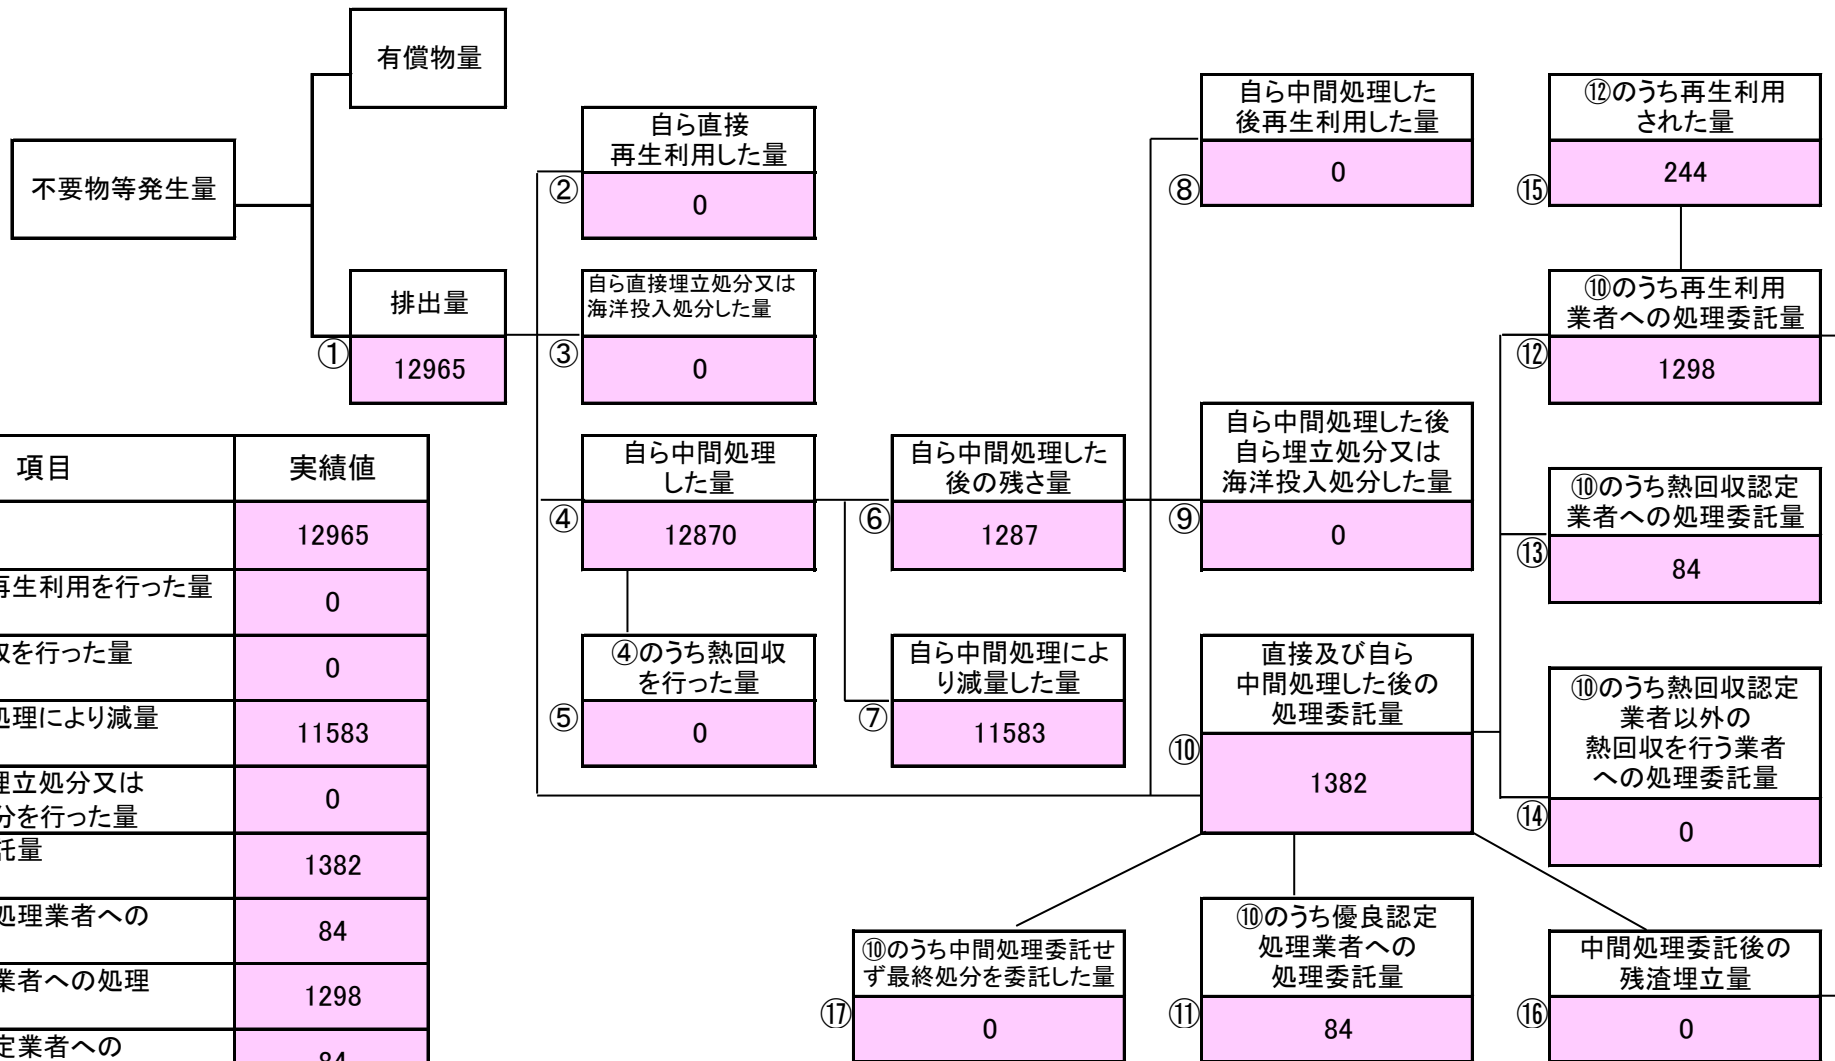 有償物量
不要物等発生量
排出量
①
12965
自ら直接
再生利用した量
②
0
自ら直接埋立処分又は
海洋投入処分した量
③
0
自ら中間処理
した量
④
12870
④のうち熱回収
を行った量
⑤
0
自ら中間処理した
後の残さ量
⑥
1287
自ら中間処理によ
り減量した量
⑦
11583
自ら中間処理した
後再生利用した量
⑧
0
自ら中間処理した後
自ら埋立処分又は
海洋投入処分した量
⑨
0
直接及び自ら
中間処理した後の
処理委託量
⑩
1382
⑫のうち再生利用
された量
⑮
244
⑩のうち再生利用
業者への処理委託量
⑫
1298
⑩のうち熱回収認定
業者への処理委託量
⑬
84
⑩のうち熱回収認定
業者以外の
熱回収を行う業者
への処理委託量
⑭
0
⑩のうち中間処理委託せ
ず最終処分を委託した量
⑰
0
⑩のうち優良認定
処理業者への
処理委託量
⑪
84
中間処理委託後の
残渣埋立量
⑯
0
項目 実績値
12965
再生利用を行った量
0
を行った量
0
処理により減量
11583
埋立処分又は
分を行った量
0
託量
1382
処理業者への
84
業者への処理
1298
定業者への
84